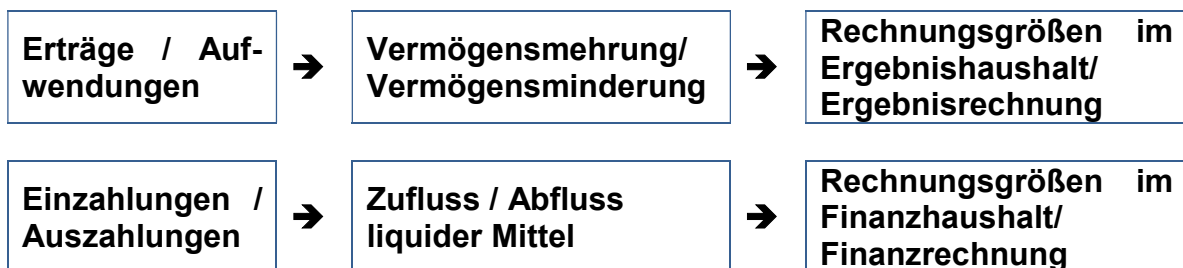 Erträge / Auf-
wendungen
➔
Vermögensmehrung/
Vermögensminderung
➔
Rechnungsgrößen im
Ergebnishaushalt/
Ergebnisrechnung
Einzahlungen /
Auszahlungen
➔
Zufluss / Abfluss
liquider Mittel
➔
Rechnungsgrößen im
Finanzhaushalt/
Finanzrechnung